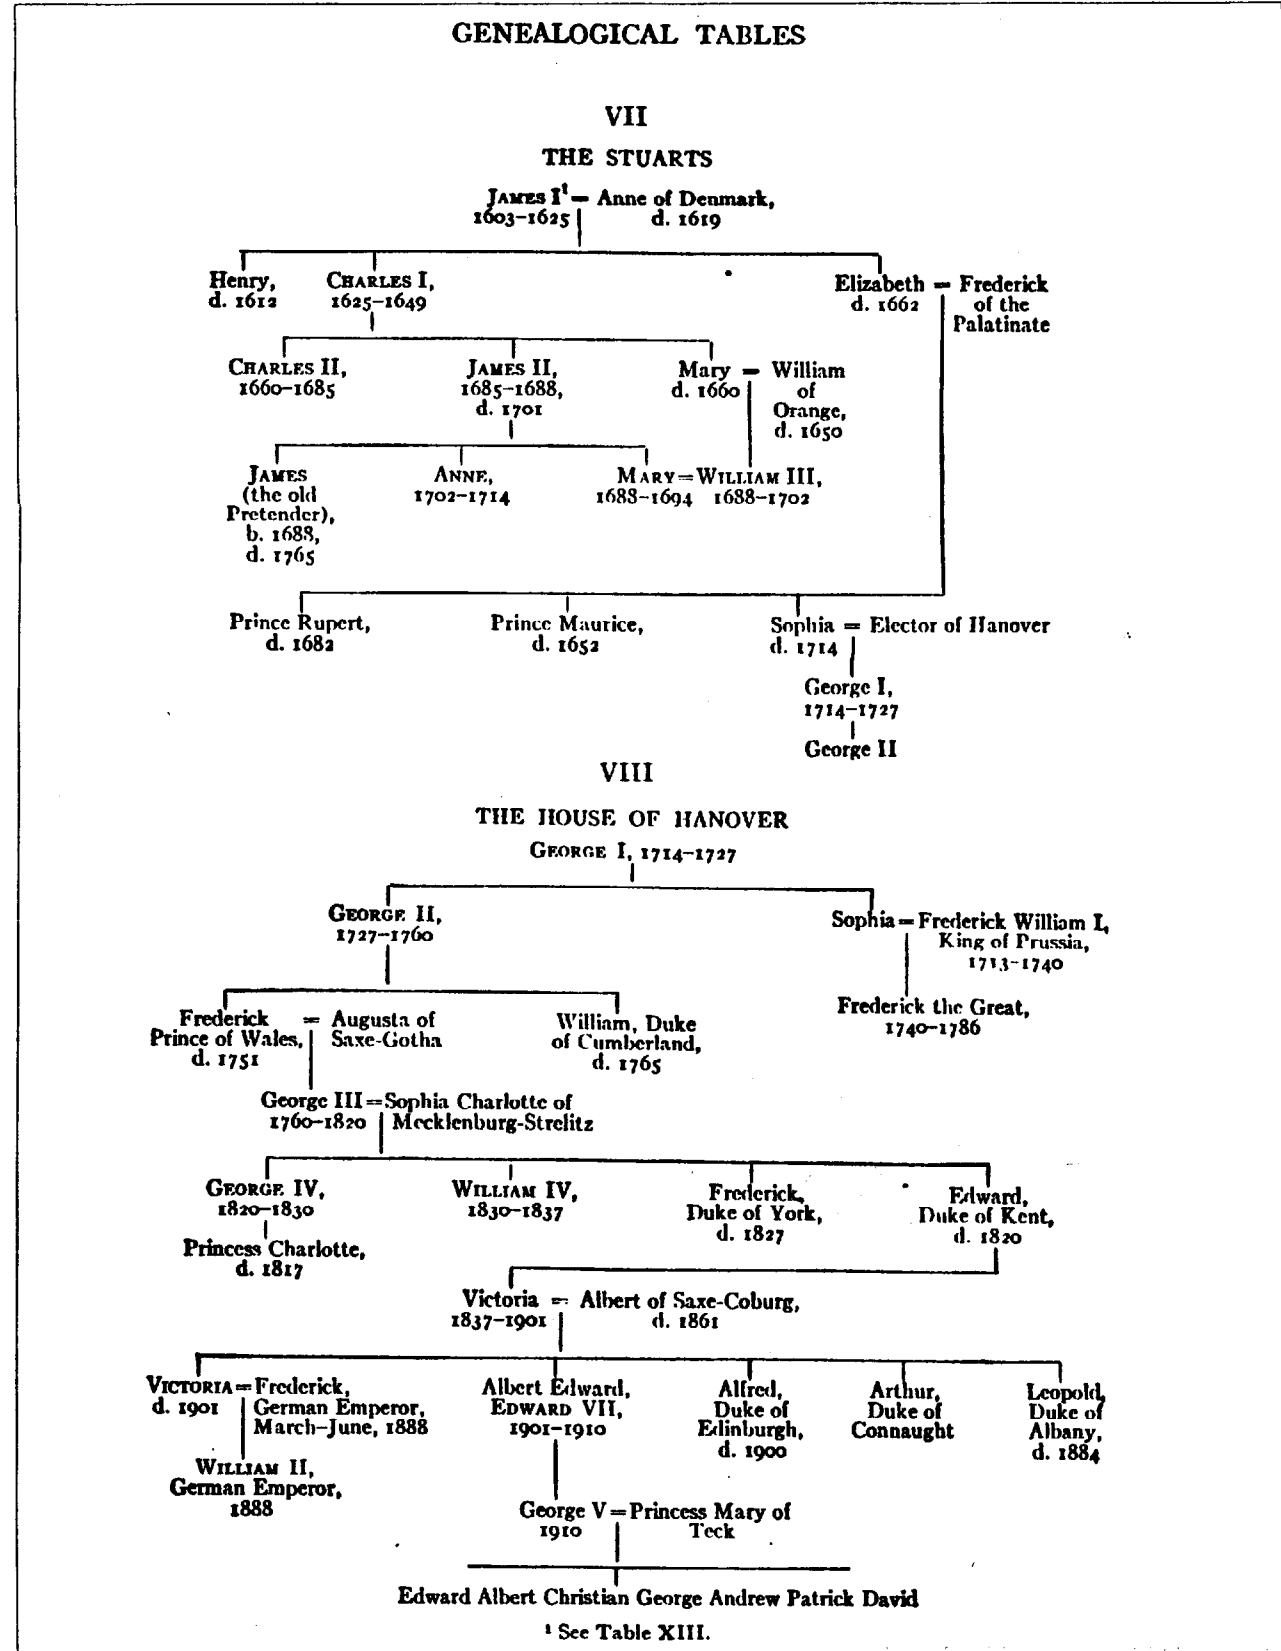 GENEALOGICAL TABLES
VII
THE STUARTS
JAMES I¹ = Anne of Denmark,
1603–1625 d. 1619
Henry, CHARLES I, Elizabeth = Frederick
d. 1612 1625–1649 d. 1662 of the
Palatinate
CHARLES II, JAMES II, Mary = William
1660–1685 1685–1688, d. 1660 of
d. 1701 Orange,
d. 1650
JAMES ANNE, MARY = WILLIAM III,
(the old 1702–1714 1688–1694 1688–1702
Pretender),
b. 1688,
d. 1765
Prince Rupert, Prince Maurice, Sophia = Elector of Hanover
d. 1682 d. 1652 d. 1714
George I,
1714–1727
George II
VIII
THE HOUSE OF HANOVER
GEORGE I, 1714–1727
GEORGE II, Sophia = Frederick William I,
1727–1760 King of Prussia,
1713–1740
Frederick the Great,
1740–1786
Frederick = Augusta of William, Duke
Prince of Wales, Saxe-Gotha of Cumberland,
d. 1751 d. 1765
George III = Sophia Charlotte of
1760–1820 Mecklenburg-Strelitz
GEORGE IV, WILLIAM IV, Frederick, Edward,
1820–1830 1830–1837 Duke of York, Duke of Kent,
d. 1827 d. 1820
Princess Charlotte,
d. 1817
Victoria = Albert of Saxe-Coburg,
1837–1901 d. 1861
VICTORIA = Frederick, Albert Edward, Alfred, Arthur, Leopold,
d. 1901 German Emperor, EDWARD VII, Duke of Duke of Duke of
March–June, 1888 1901–1910 Edinburgh, Connaught Albany,
d. 1900 d. 1884
WILLIAM II,
German Emperor,
1888
George V = Princess Mary of
1910 Teck
Edward Albert Christian George Andrew Patrick David
¹ See Table XIII.